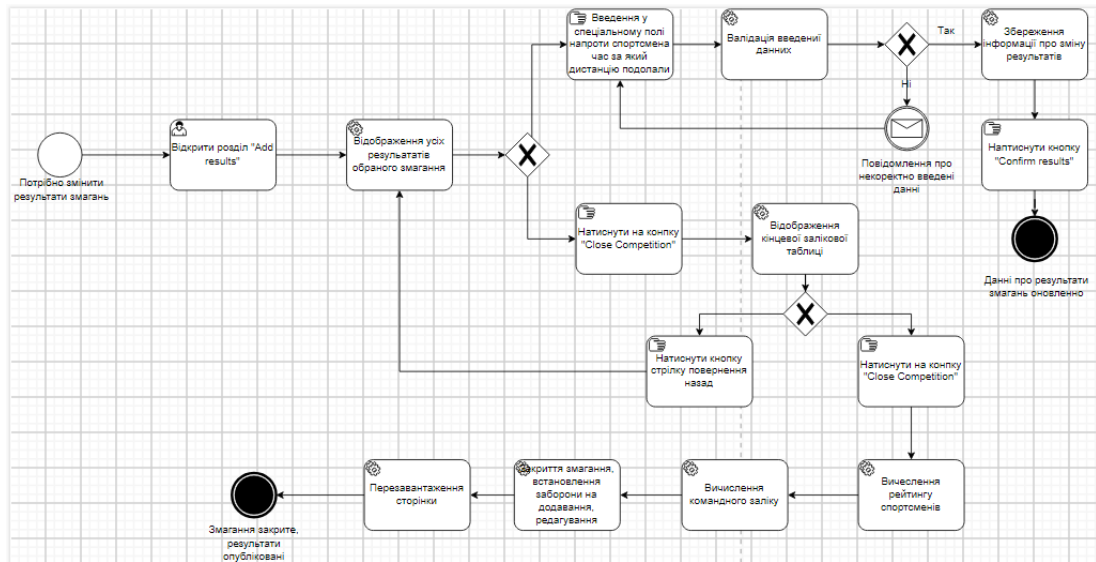 Введення у
спеціальному полі
напроти спортсмена
час за який
дистанцію подолали
Валідація введеної
данних
Так
Збереження
інформації про зміну
результатів
Ні
Відкрити розділ "Add
results"
Відображення усіх
резульатів
обраного змагання
Потрібно змінити
результати змагань
Повідомлення про
некоректно введені
данні
Наптиснути кнопку
"Confirm results"
Натиснути на конпку
"Close Competition"
Відображення
кінцевої залікової
таблиці
Данні про результати
змагань оновленно
Натиснути кнопку
стрілку повернення
назад
Натиснути на конпку
"Close Competition"
Перезавантаження
сторінки
змагання,
встановлення
заборони на
додавання,
редагування
Вичислення
командного заліку
Вичеслення
рейтингу
спортсменів
Змагання закрите,
результати
опубліковані